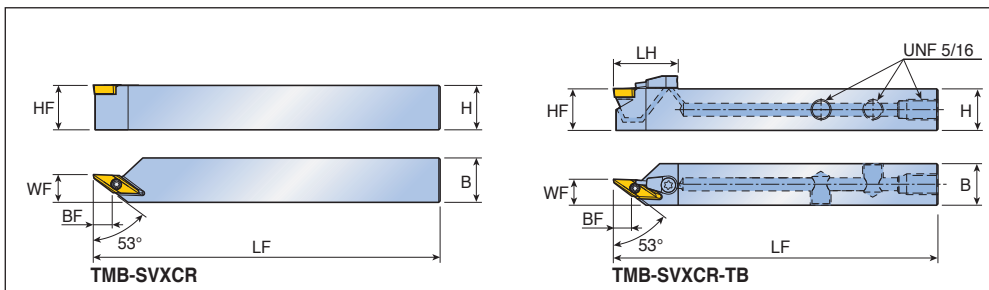 HF
H
WF
BF
B
53°
LF
TMB-SVXCR
LH
UNF 5/16
HF
H
WF
BF
B
53°
LF
TMB-SVXCR-TB